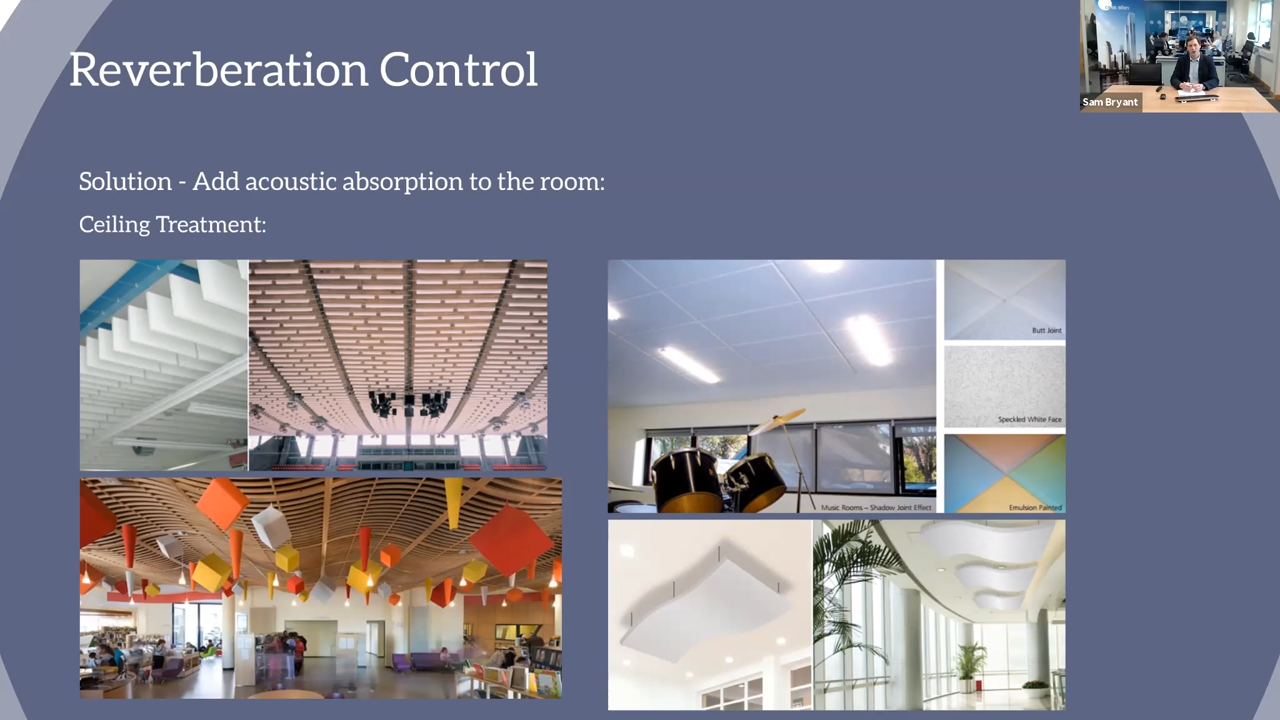 Reverberation Control
Sam Bryant
Solution - Add acoustic absorption to the room:
Ceiling Treatment:
Butt Joint
Speckled White Face
Music Rooms – Shadow Joint Effect
Emulsion Painted